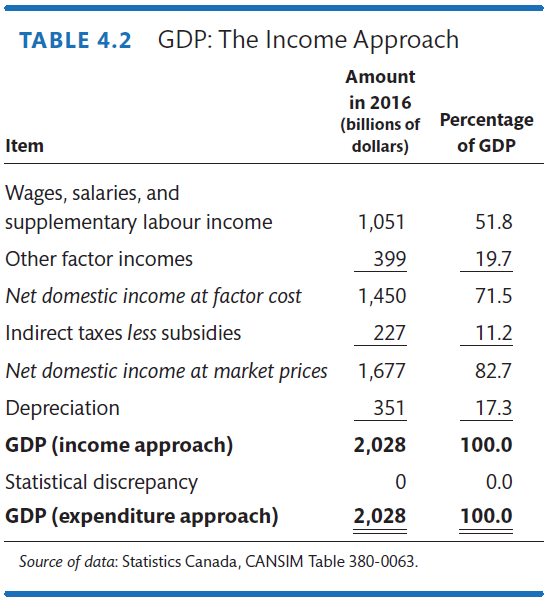 TABLE 4.2 GDP: The Income Approach
Amount
in 2016
(billions of Percentage
Item dollars) of GDP
Wages, salaries, and
supplementary labour income 1,051 51.8
Other factor incomes 399 19.7
Net domestic income at factor cost 1,450 71.5
Indirect taxes less subsidies 227 11.2
Net domestic income at market prices 1,677 82.7
Depreciation 351 17.3
GDP (income approach) 2,028 100.0
Statistical discrepancy 0 0.0
GDP (expenditure approach) 2,028 100.0
Source of data: Statistics Canada, CANSIM Table 380-0063.